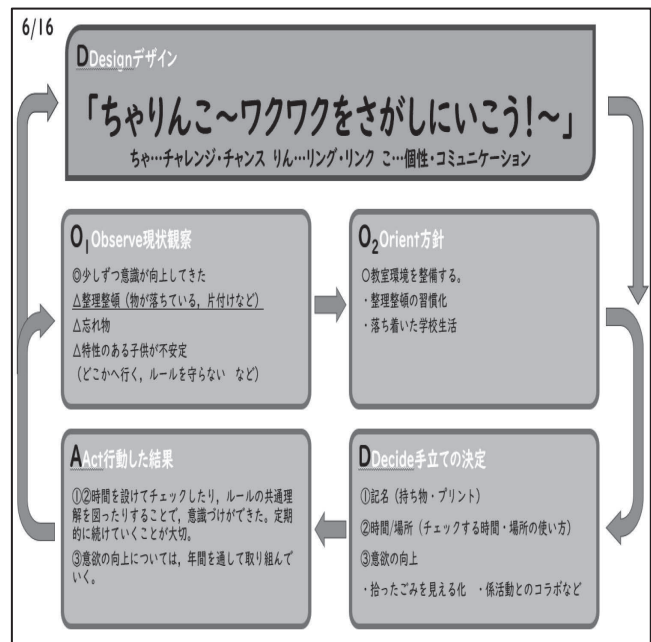 6/16
DDesignデザイン
「ちゃりんこ～ワクワクをさがしにいこう!～」
ちゃ…チャレンジ・チャンス りん…リング・リンク こ…個性・コミュニケーション
O1Observe現状観察
◎少しずつ意識が向上してきた
△整理整頓（物が落ちている，片付けなど）
△忘れ物
△特性のある子供が不安定
（どこかへ行く，ルールを守らない など）
O2Orient方針
○教室環境を整備する。
・整理整頓の習慣化
・落ち着いた学校生活
AAct行動した結果
①②時間を設けてチェックしたり，ルールの共通理
解を図ったりすることで，意識づけができた。定期
的に続けていくことが大切。
③意欲の向上については，年間を通して取り組んで
いく。
DDecide手立ての決定
①記名（持ち物・プリント）
②時間/場所（チェックする時間・場所の使い方）
③意欲の向上
・拾ったごみを見える化 ・係活動とのコラボなど